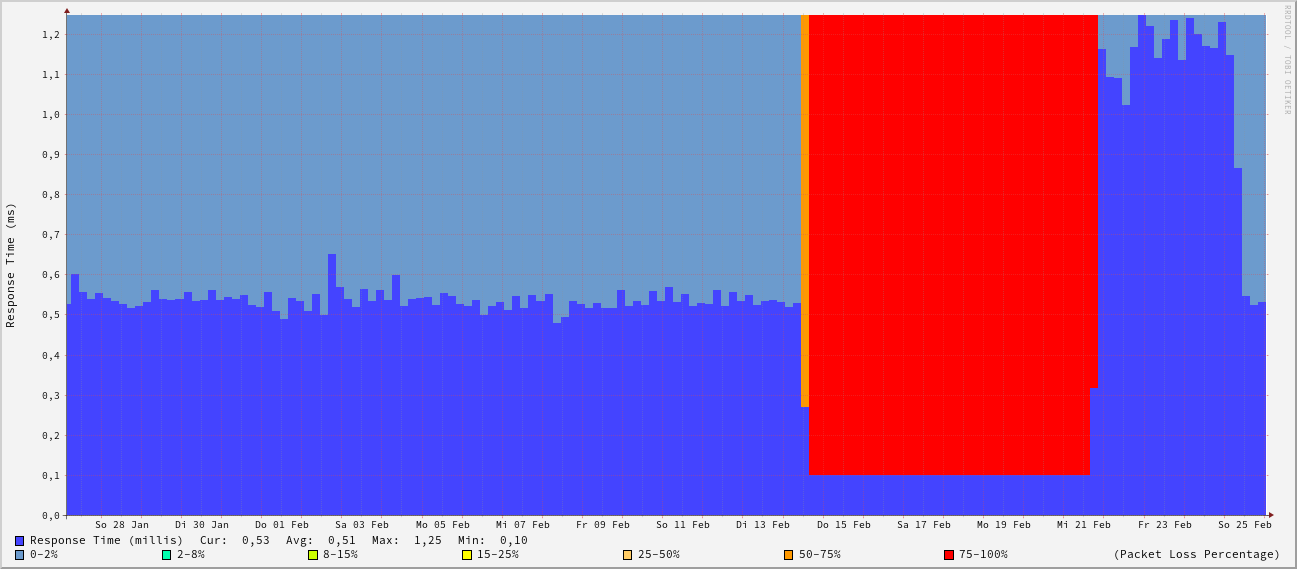 RRDTOOL / TOBI OETIKER
Response Time (ms)
1,2
1,1
1,0
0,9
0,8
0,7
0,6
0,5
0,4
0,3
0,2
0,1
0,0
So 28 Jan Di 30 Jan Do 01 Feb Sa 03 Feb Mo 05 Feb Mi 07 Feb Fr 09 Feb So 11 Feb Di 13 Feb Do 15 Feb Sa 17 Feb Mo 19 Feb Mi 21 Feb Fr 23 Feb So 25 Feb
Response Time (millis) Cur: 0,53 Avg: 0,51 Max: 1,25 Min: 0,10
0-2% 2-8% 8-15% 15-25% 25-50% 50-75% 75-100% (Packet Loss Percentage)